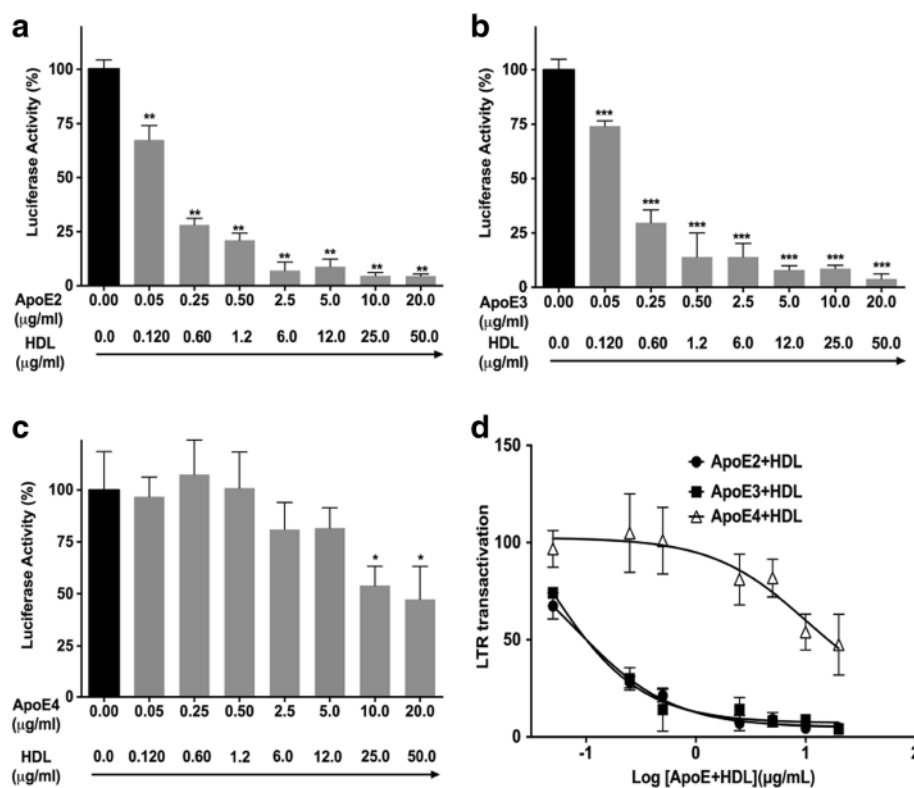 a
Luciferase Activity (%)
100
75
50
25
0
** ** ** ** ** ** **
ApoE2 0.00 0.05 0.25 0.50 2.5 5.0 10.0 20.0
(μg/ml)
HDL 0.0 0.120 0.60 1.2 6.0 12.0 25.0 50.0
(μg/ml)
b
Luciferase Activity (%)
100
75
50
25
0
*** *** *** *** *** *** ***
ApoE3 0.00 0.05 0.25 0.50 2.5 5.0 10.0 20.0
(μg/ml)
HDL 0.0 0.120 0.60 1.2 6.0 12.0 25.0 50.0
(μg/ml)
c
Luciferase Activity (%)
100
75
50
25
0
* *
ApoE4 0.00 0.05 0.25 0.50 2.5 5.0 10.0 20.0
(μg/ml)
HDL 0.0 0.120 0.60 1.2 6.0 12.0 25.0 50.0
(μg/ml)
d
LTR transactivation
150
100
50
0
ApoE2+HDL
ApoE3+HDL
ApoE4+HDL
-1 0 1 2
Log [ApoE+HDL](μg/mL)